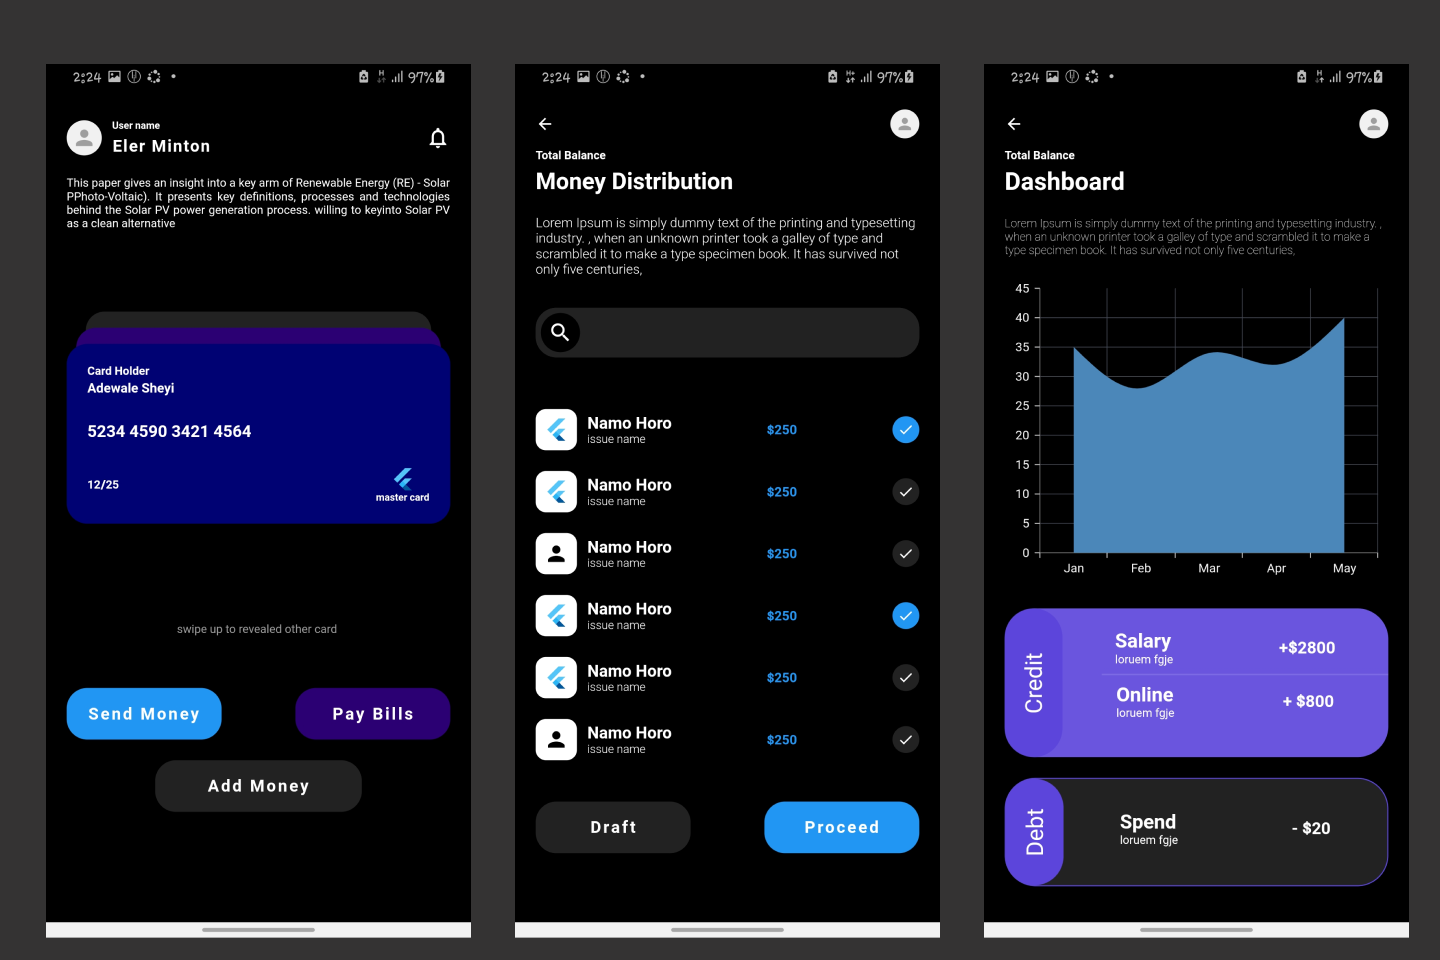 2:24
97%
User name
Eler Minton
This paper gives an insight into a key arm of Renewable Energy (RE) - Solar
PPhoto-Voltaic). It presents key definitions, processes and technologies
behind the Solar PV power generation process. willing to keyinto Solar PV
as a clean alternative
Card Holder
Adewale Sheyi
5234 4590 3421 4564
12/25
master card
swipe up to revealed other card
Send Money
Pay Bills
Add Money
2:24
97%
Total Balance
Money Distribution
Lorem Ipsum is simply dummy text of the printing and typesetting
industry. , when an unknown printer took a galley of type and
scrambled it to make a type specimen book. It has survived not
only five centuries,
Namo Horo
issue name
$250
Namo Horo
issue name
$250
Namo Horo
issue name
$250
Namo Horo
issue name
$250
Namo Horo
issue name
$250
Namo Horo
issue name
$250
Draft
Proceed
2:24
97%
Total Balance
Dashboard
Lorem Ipsum is simply dummy text of the printing and typesetting industry. ,
when an unknown printer took a galley of type and scrambled it to make a
type specimen book. It has survived not only five centuries,
45
40
35
30
25
20
15
10
5
0
Jan Feb Mar Apr May
Credit
Salary
loruem fgje
+$2800
Online
loruem fgje
+ $800
Debt
Spend
loruem fgje
- $20